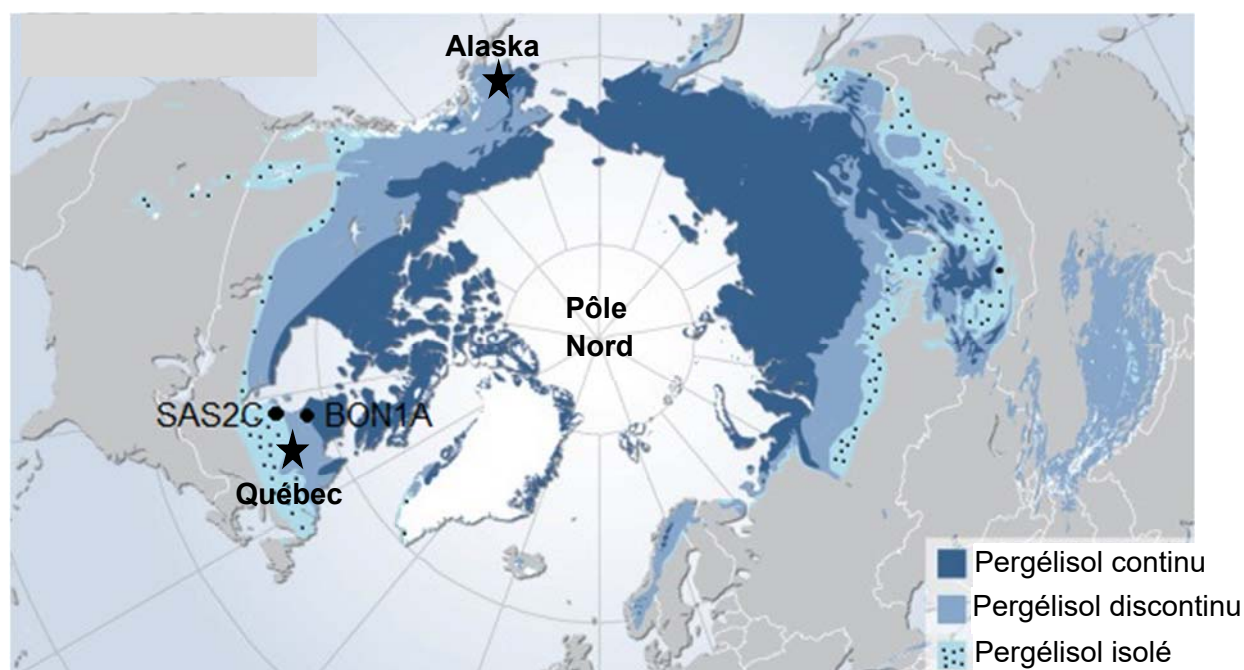 Alaska
Pôle
Nord
SAS2C
BON1A
Québec
Pergélisol continu
Pergélisol discontinu
Pergélisol isolé